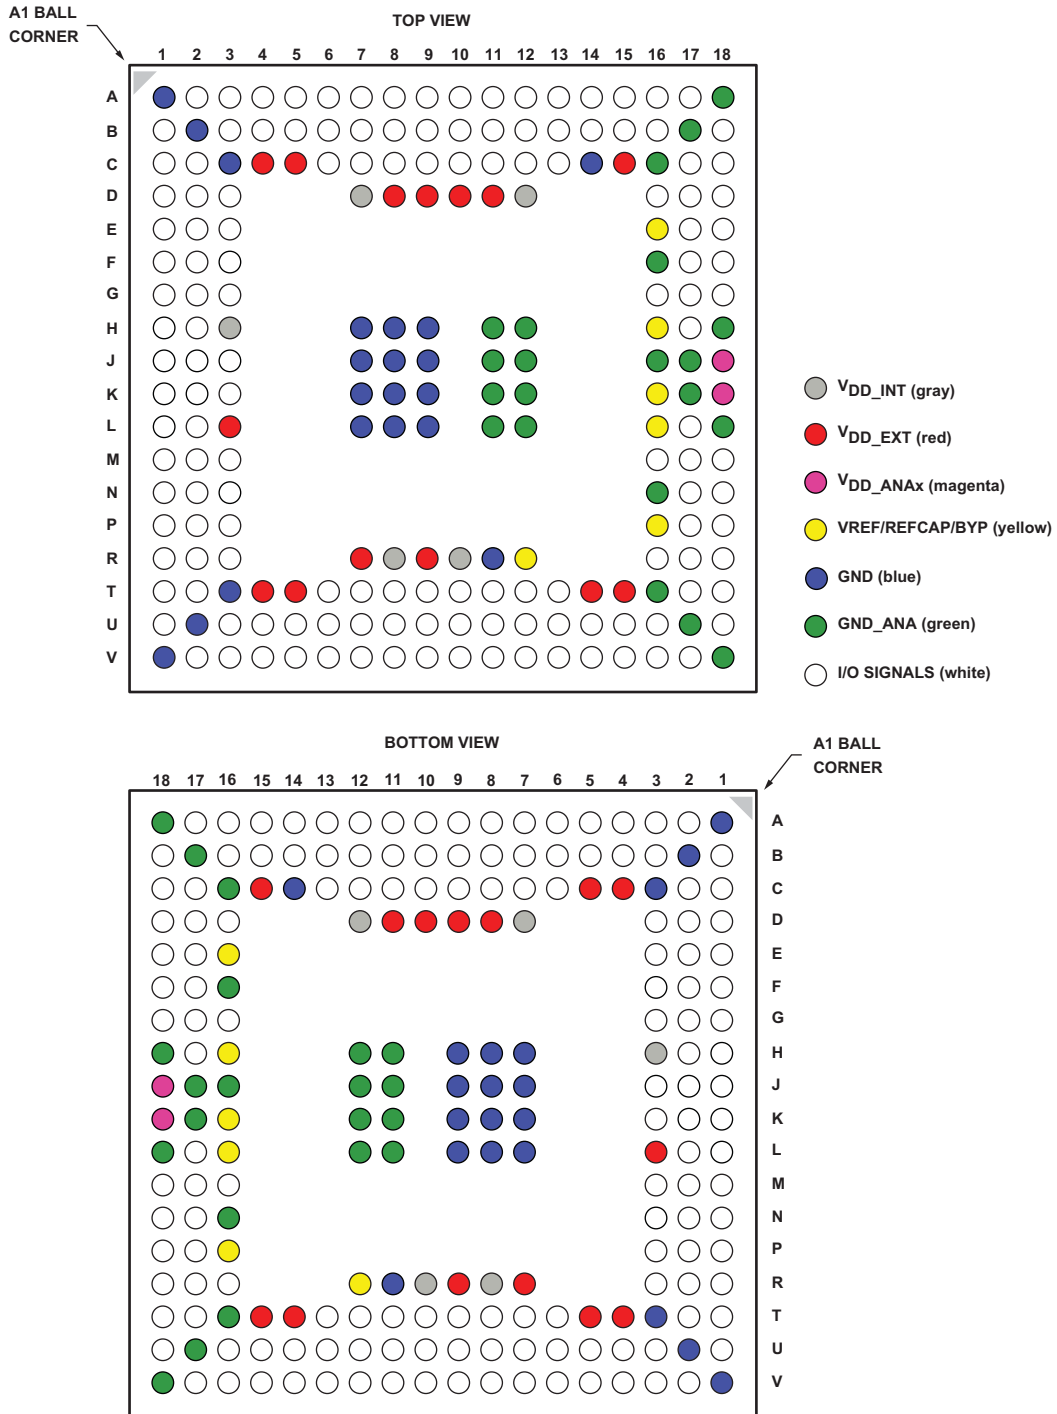 A1 BALL
CORNER
TOP VIEW
1 2 3 4 5 6 7 8 9 10 11 12 13 14 15 16 17 18
A
B
C
D
E
F
G
H
J
K
L
M
N
P
R
T
U
V
VDD_INT (gray)
VDD_EXT (red)
VDD_ANAx (magenta)
VREF/REFCAP/BYP (yellow)
GND (blue)
GND_ANA (green)
I/O SIGNALS (white)
BOTTOM VIEW
A1 BALL
CORNER
18 17 16 15 14 13 12 11 10 9 8 7 6 5 4 3 2 1
A
B
C
D
E
F
G
H
J
K
L
M
N
P
R
T
U
V